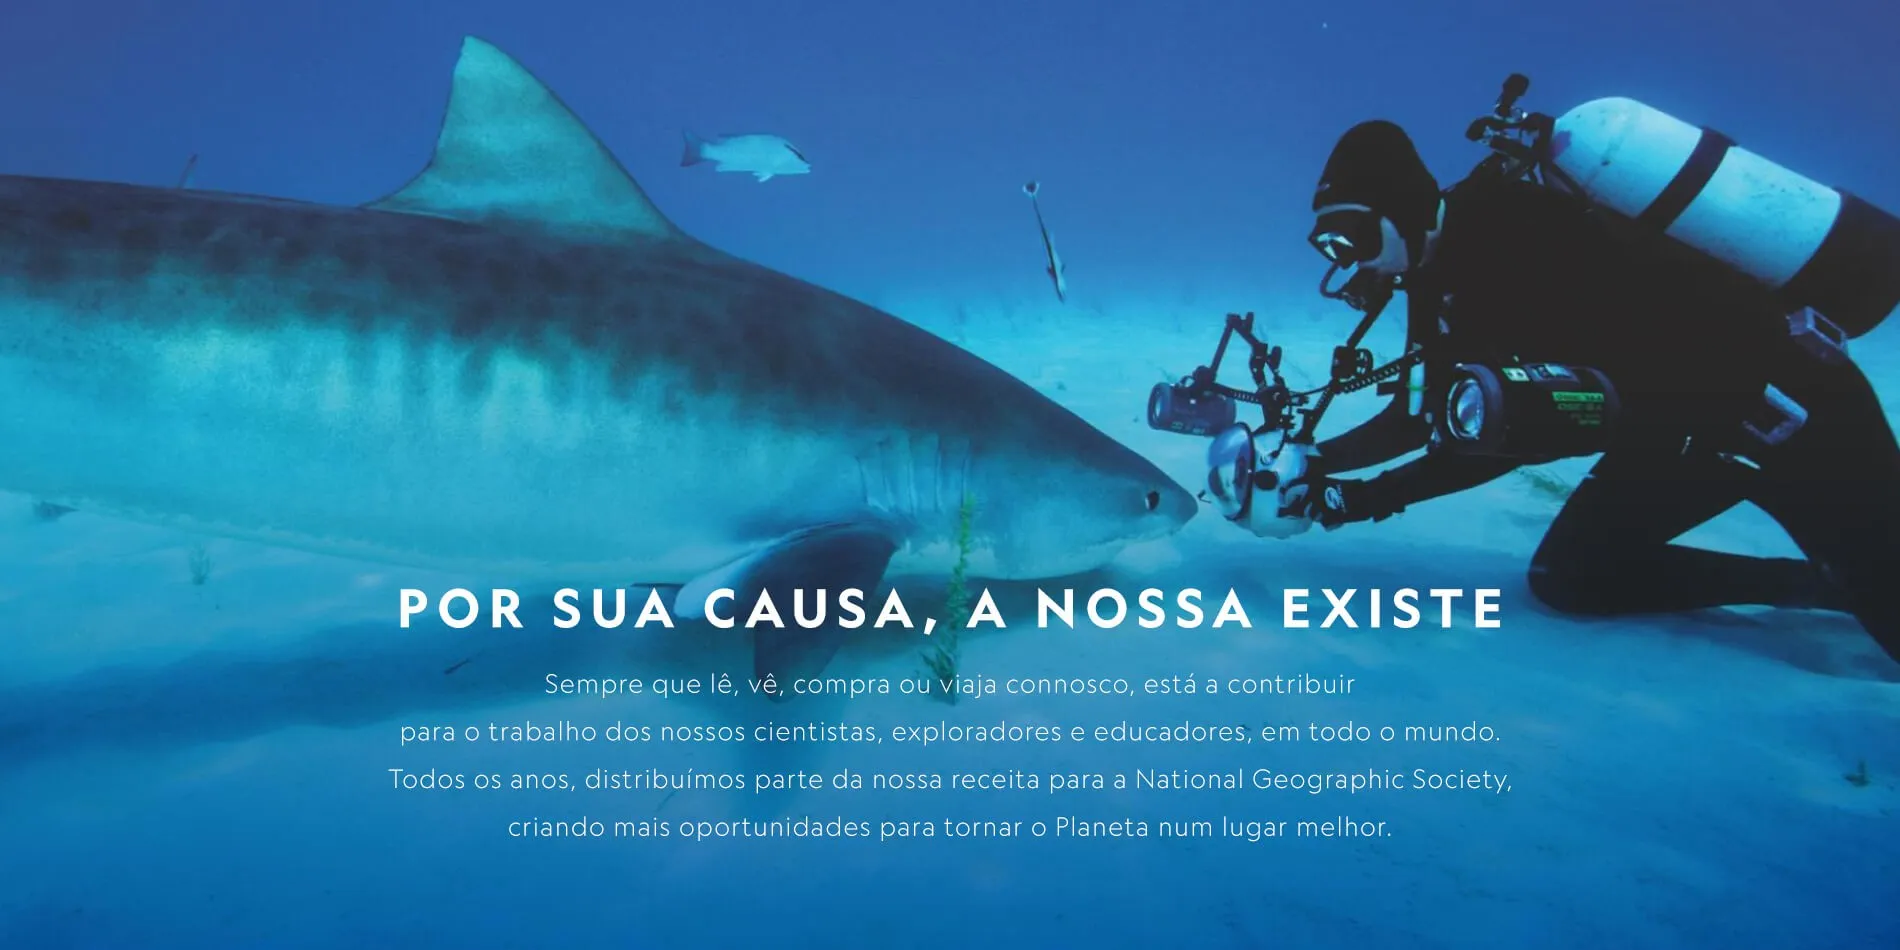 POR SUA CAUSA, A NOSSA EXISTE
Sempre que lê, vê, compra ou viaja connosco, está a contribuir
para o trabalho dos nossos cientistas, exploradores e educadores, em todo o mundo.
Todos os anos, distribuímos parte da nossa receita para a National Geographic Society,
criando mais oportunidades para tornar o Planeta num lugar melhor.